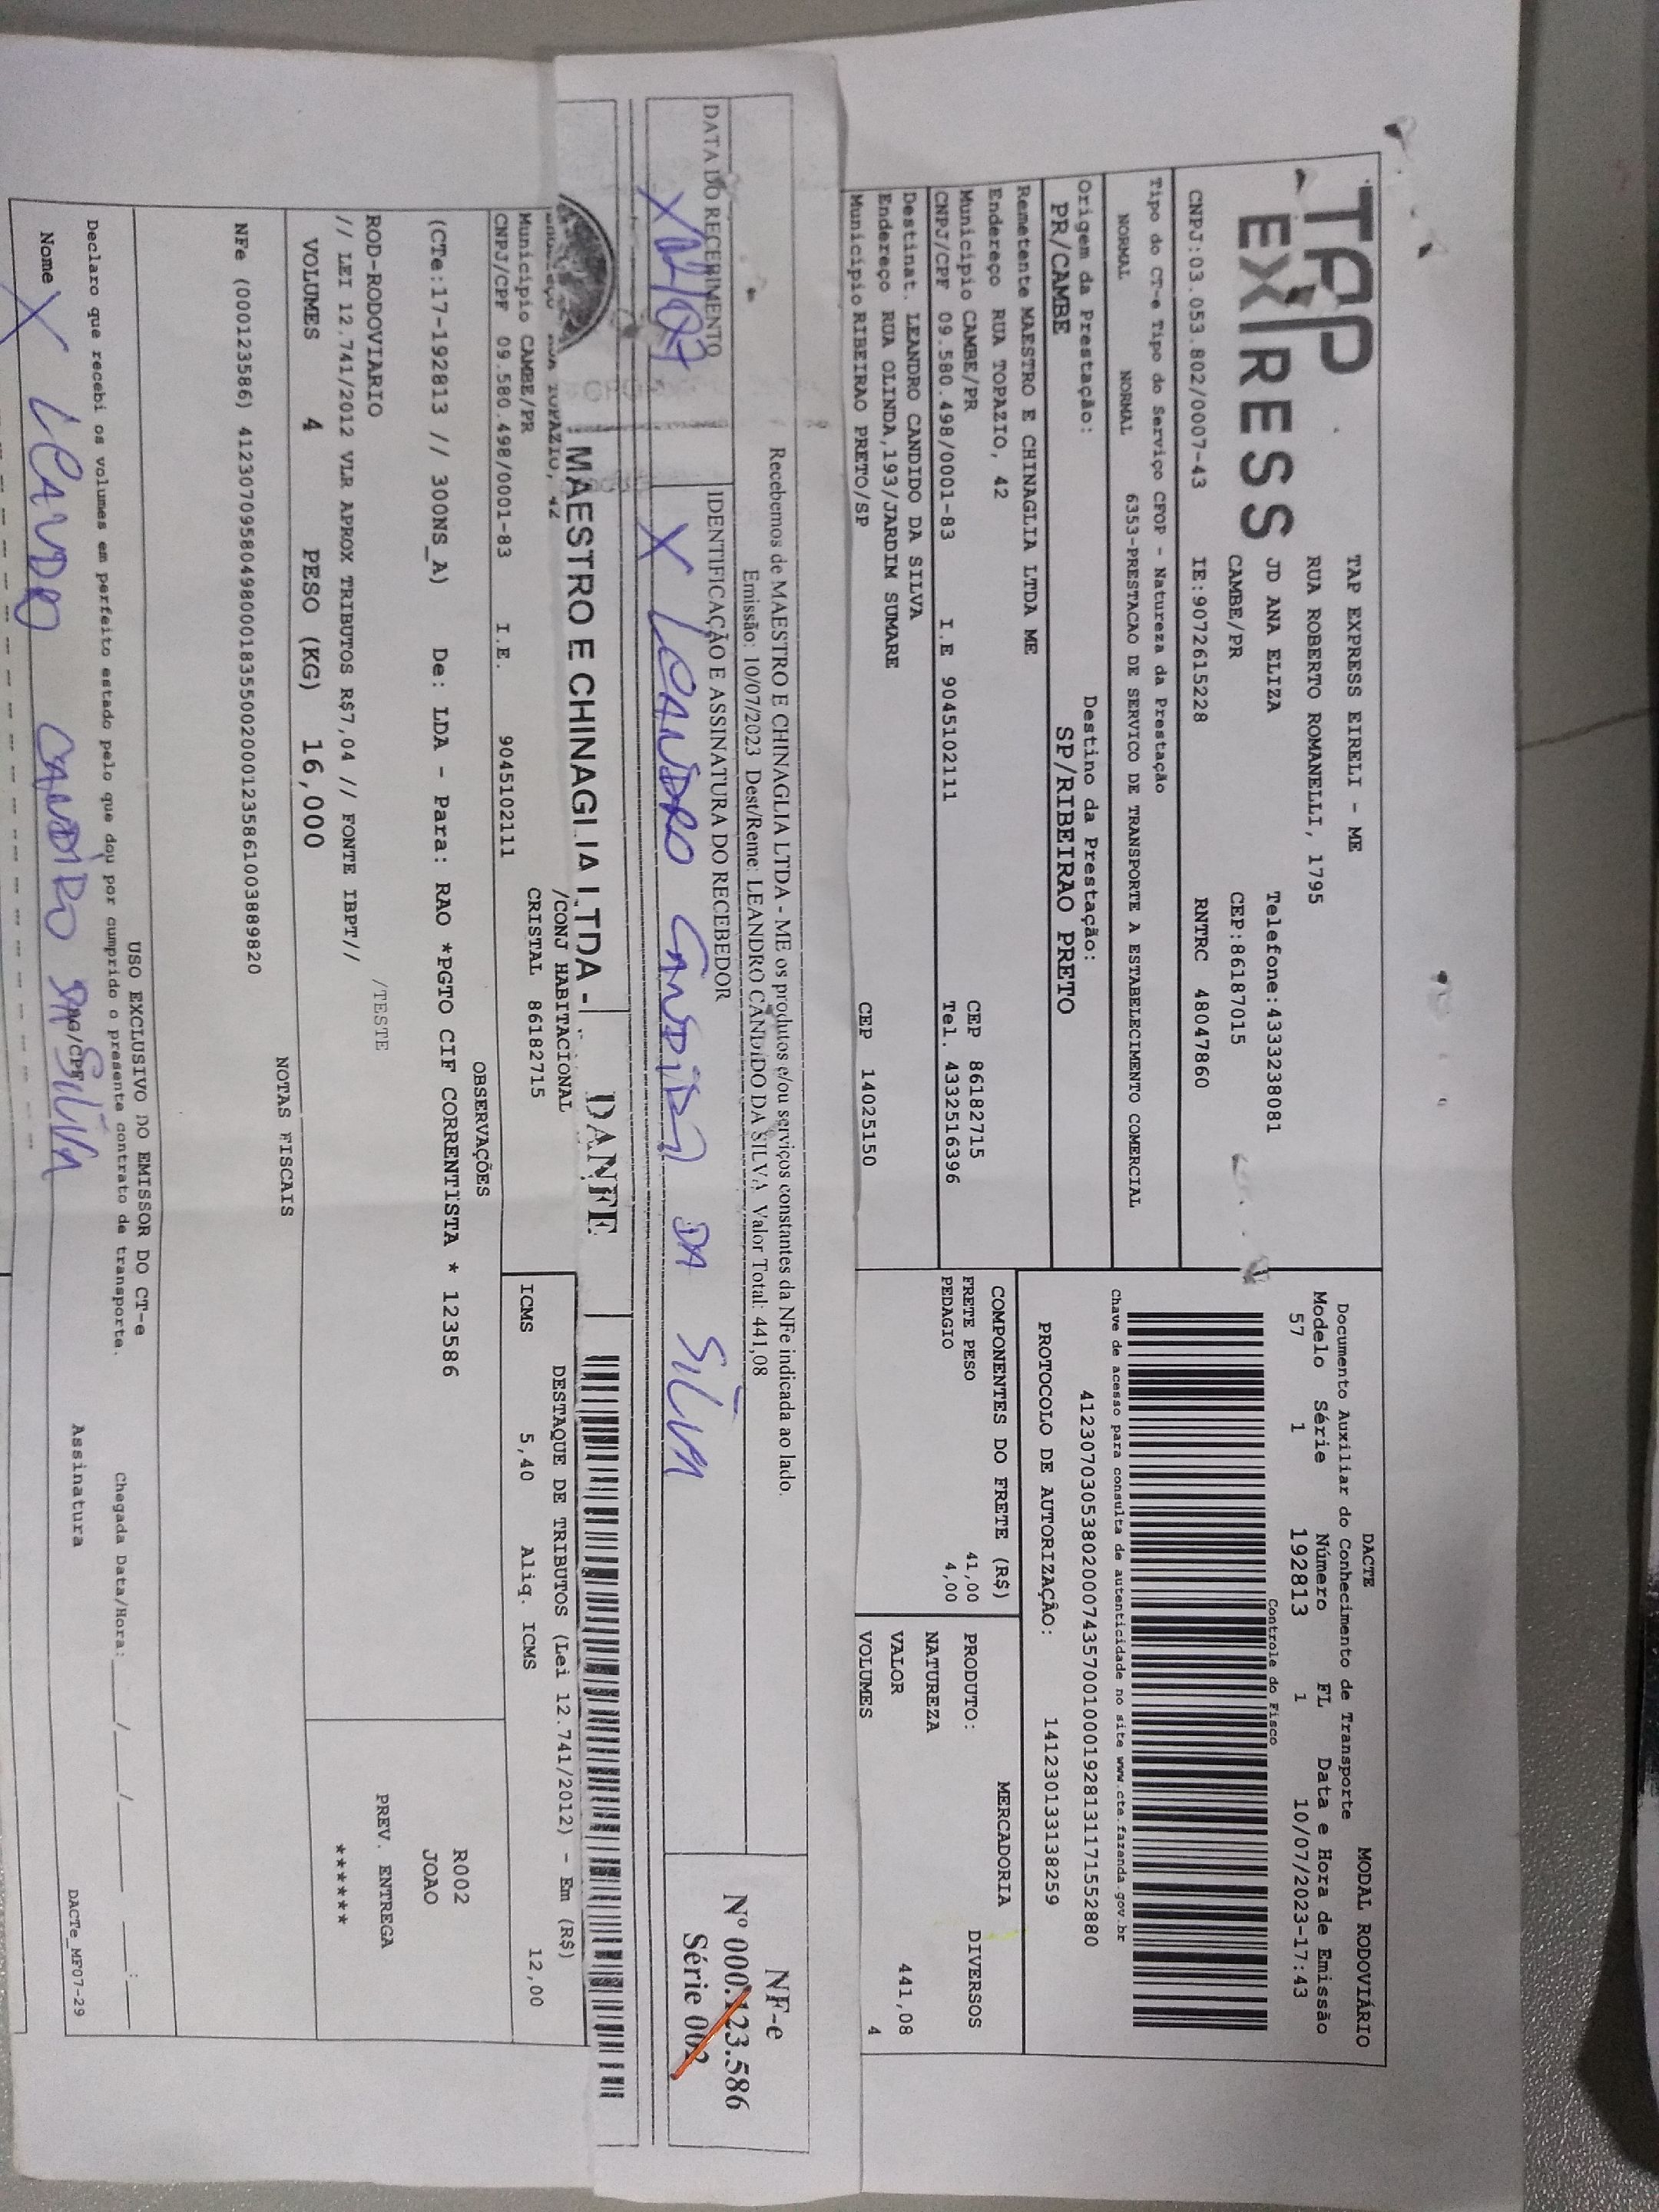 TAP
EXPRESS
TAP EXPRESS EIRELI - ME
RUA ROBERTO ROMANELLI, 1795
JD ANA ELIZA Telefone:4333238081
CAMBE/PR CEP:86187015
CNPJ:03.053.802/0007-43 IE:9072615228 RNTRC 48047860
Tipo do CT-e Tipo do Serviço CFOP - Natureza da Prestação
NORMAL NORMAL 6353-PRESTACAO DE SERVICO DE TRANSPORTE A ESTABELECIMENTO COMERCIAL
Origem da Prestação: Destino da Prestação:
PR/CAMBE SP/RIBEIRAO PRETO
Remetente MAESTRO E CHINAGLIA LTDA ME
Endereço RUA TOPAZIO, 42
Município CAMBE/PR CEP 86182715
CNPJ/CPF 09.580.498/0001-83 I.E 9045102111 Tel. 4332516396
Destinat. LEANDRO CANDIDO DA SILVA
Endereço RUA OLINDA,193/JARDIM SUMARE
Município RIBEIRAO PRETO/SP CEP 14025150
DACTE MODAL RODOVIÁRIO
Documento Auxiliar do Conhecimento de Transporte
Modelo Série Número FL Data e Hora de Emissão
57 1 192813 1 10/07/2023-17:43
Controle do Fisco
Chave de acesso para consulta de autenticidade no site www.cte.fazenda.gov.br
41230703053802000743570010001928131171552880
PROTOCOLO DE AUTORIZAÇÃO: 141230133138259
COMPONENTES DO FRETE (R$)
FRETE PESO 41,00
PEDAGIO 4,00
MERCADORIA
PRODUTO: DIVERSOS
NATUREZA
VALOR 441,08
VOLUMES 4
Recebemos de MAESTRO E CHINAGLIA LTDA - ME os produtos e/ou serviços constantes da NFe indicada ao lado.
Emissão: 10/07/2023 Dest/Reme: LEANDRO CANDIDO DA SILVA Valor Total: 441,08
DATA DO RECEBIMENTO IDENTIFICAÇÃO E ASSINATURA DO RECEBEDOR
X LEANDRO CANDIDO DA SILVA
NF-e
Nº 000.123.586
Série 002
MAESTRO E CHINAGLIA LTDA - DANFE
RUA TOPAZIO, 42 /CONJ HABITACIONAL
Município CAMBE/PR CRISTAL 86182715
CNPJ/CPF 09.580.498/0001-83 I.E. 9045102111
DESTAQUE DE TRIBUTOS (Lei 12.741/2012) - Em (R$)
ICMS 5,40 Aliq. ICMS 12,00
OBSERVAÇÕES
(CTe:17-192813 // 300NS_A) De: LDA - Para: RAO *PGTO CIF CORRENTISTA * 123586
/TESTE
ROD-RODOVIARIO
// LEI 12.741/2012 VLR APROX TRIBUTOS R$7,04 // FONTE IBPT//
R002
JOAO
PREV. ENTREGA
******
VOLUMES 4 PESO (KG) 16,000
NOTAS FISCAIS
NFe (000123586) 41230709580498000183550020001235861003889820
USO EXCLUSIVO DO EMISSOR DO CT-e
Declaro que recebi os volumes em perfeito estado pelo que dou por cumprido o presente contrato de transporte. Chegada Data/Hora: ____/____/____ ___:___
Nome X LEANDRO CANDIDO DA SILVA RG/CPF Assinatura
DACTe_MF07-29